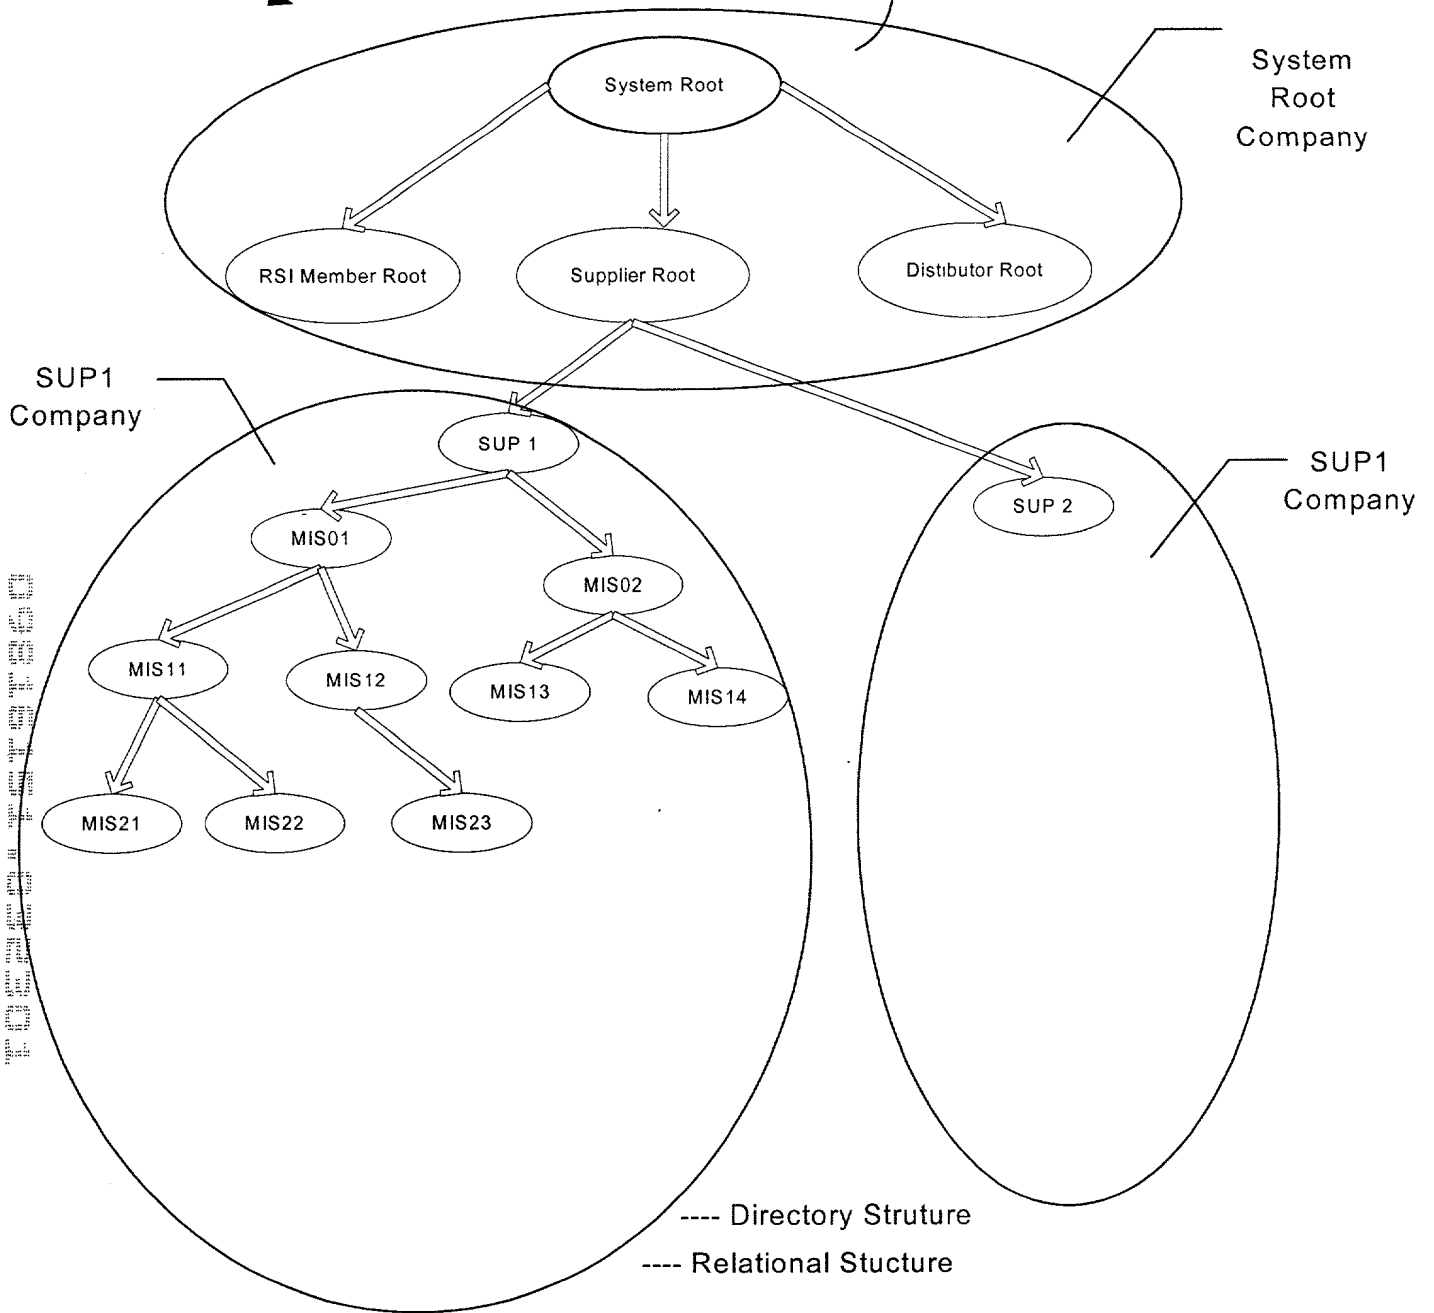 System Root
System
Root
Company
RSI Member Root
Supplier Root
Distibutor Root
SUP1
Company
SUP 1
SUP1
Company
SUP 2
MIS01
MIS02
MIS11
MIS12
MIS13
MIS14
MIS21
MIS22
MIS23
---- Directory Struture
---- Relational Stucture